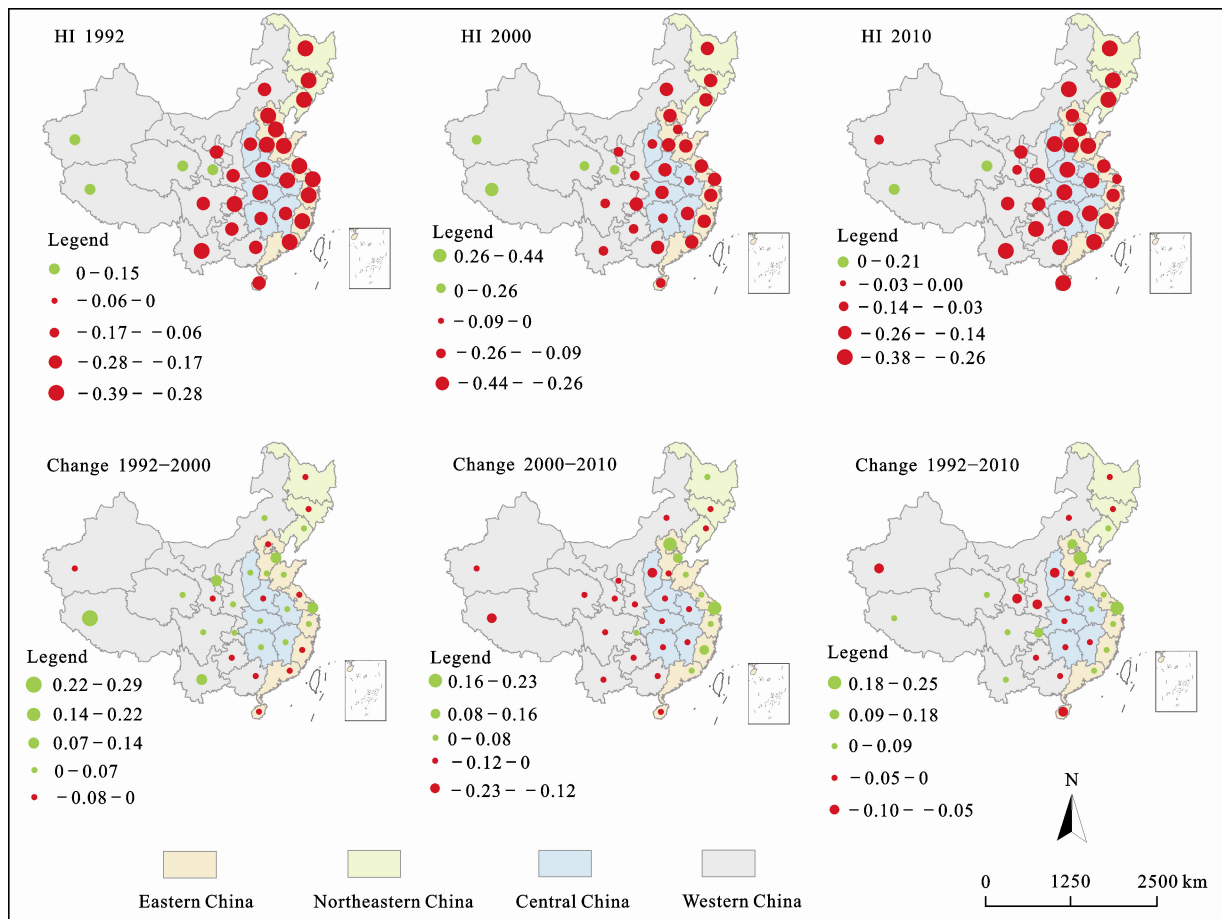 HI 1992
Legend
0－0.15
－0.06－0
－0.17－－0.06
－0.28－－0.17
－0.39－－0.28
HI 2000
Legend
0.26－0.44
0－0.26
－0.09－0
－0.26－－0.09
－0.44－－0.26
HI 2010
Legend
0－0.21
－0.03－0.00
－0.14－－0.03
－0.26－－0.14
－0.38－－0.26
Change 1992－2000
Legend
0.22－0.29
0.14－0.22
0.07－0.14
0－0.07
－0.08－0
Change 2000－2010
Legend
0.16－0.23
0.08－0.16
0－0.08
－0.12－0
－0.23－－0.12
Change 1992－2010
Legend
0.18－0.25
0.09－0.18
0－0.09
－0.05－0
－0.10－－0.05
N
Eastern China
Northeastern China
Central China
Western China
0 1250 2500 km